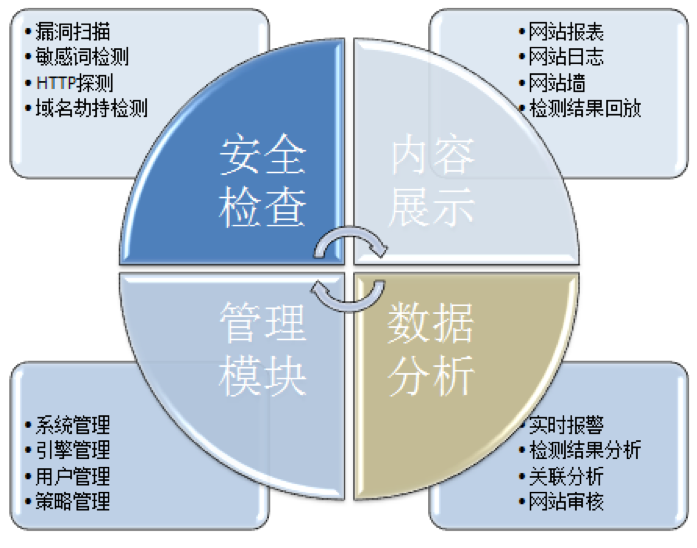 • 漏洞扫描
• 敏感词检测
• HTTP探测
• 域名劫持检测
• 网站报表
• 网站日志
• 网站墙
• 检测结果回放
安全
检查
内容
展示
管理
模块
数据
分析
• 系统管理
• 引擎管理
• 用户管理
• 策略管理
• 实时报警
• 检测结果分析
• 关联分析
• 网站审核